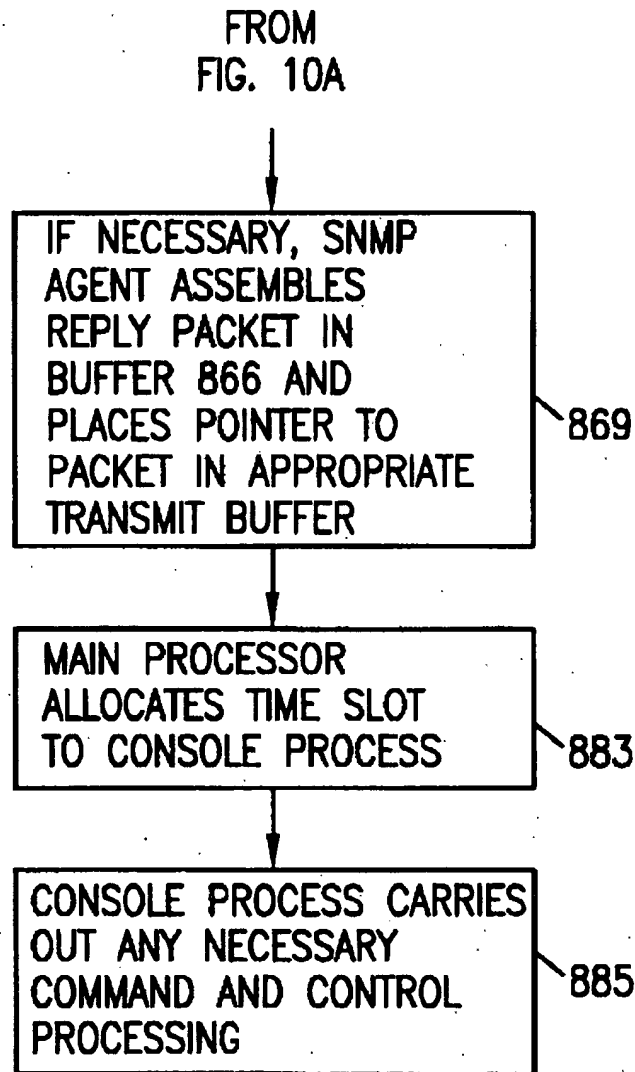 FROM
FIG. 10A
IF NECESSARY, SNMP
AGENT ASSEMBLES
REPLY PACKET IN
BUFFER 866 AND
PLACES POINTER TO
PACKET IN APPROPRIATE
TRANSMIT BUFFER
869
MAIN PROCESSOR
ALLOCATES TIME SLOT
TO CONSOLE PROCESS
883
CONSOLE PROCESS CARRIES
OUT ANY NECESSARY
COMMAND AND CONTROL
PROCESSING
885